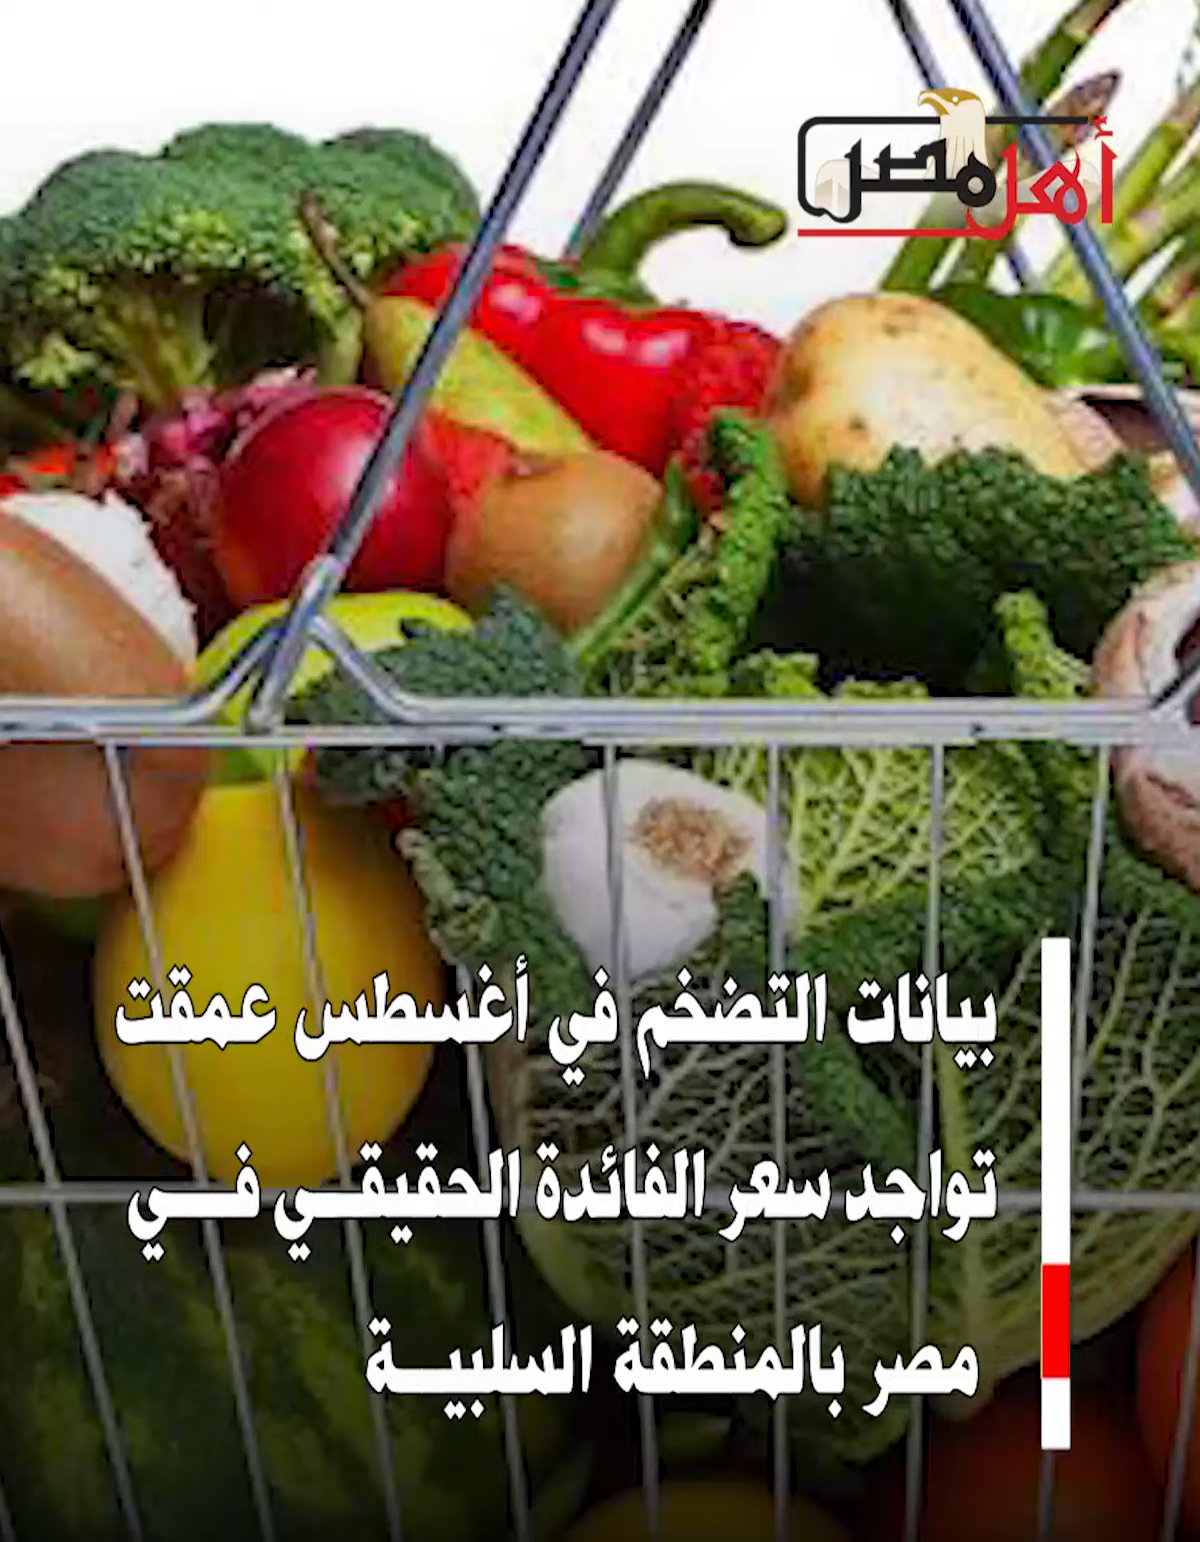 أهل مصر
بيانات التضخم في أغسطس عمقت
تواجد سعر الفائدة الحقيقي في
مصر بالمنطقة السلبية